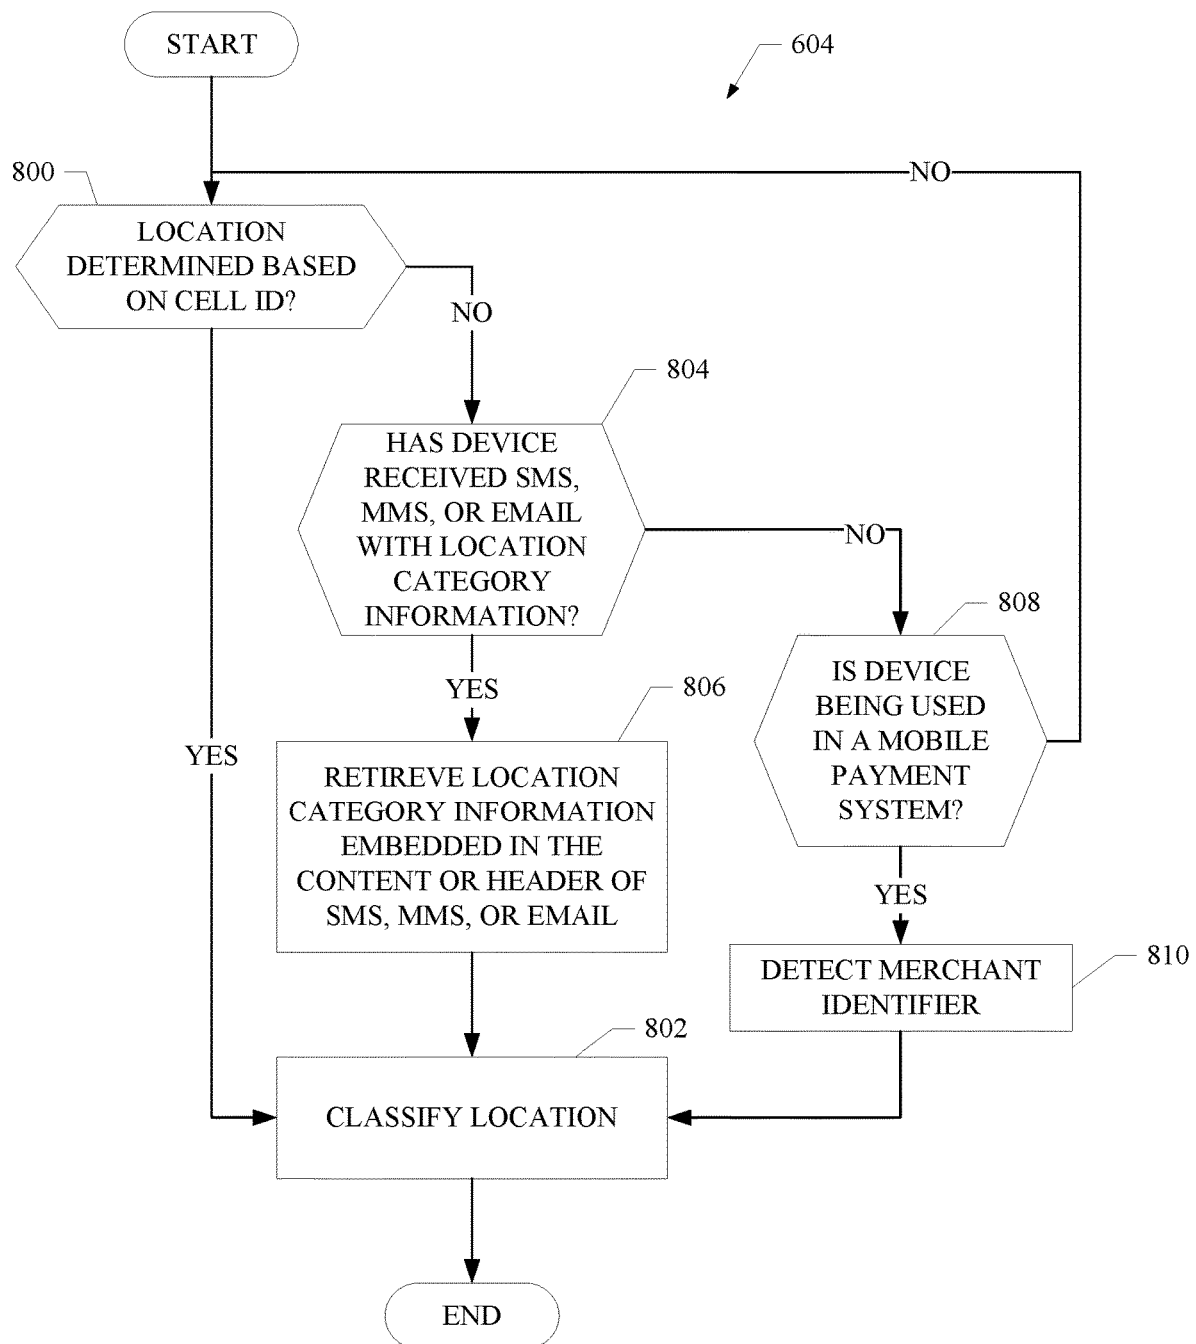 START
604
800
NO
LOCATION
DETERMINED BASED
ON CELL ID?
NO
804
HAS DEVICE
RECEIVED SMS,
MMS, OR EMAIL
WITH LOCATION
CATEGORY
INFORMATION?
NO
808
IS DEVICE
BEING USED
IN A MOBILE
PAYMENT
SYSTEM?
YES
806
YES
RETIREVE LOCATION
CATEGORY INFORMATION
EMBEDDED IN THE
CONTENT OR HEADER OF
SMS, MMS, OR EMAIL
YES
810
DETECT MERCHANT
IDENTIFIER
802
CLASSIFY LOCATION
END